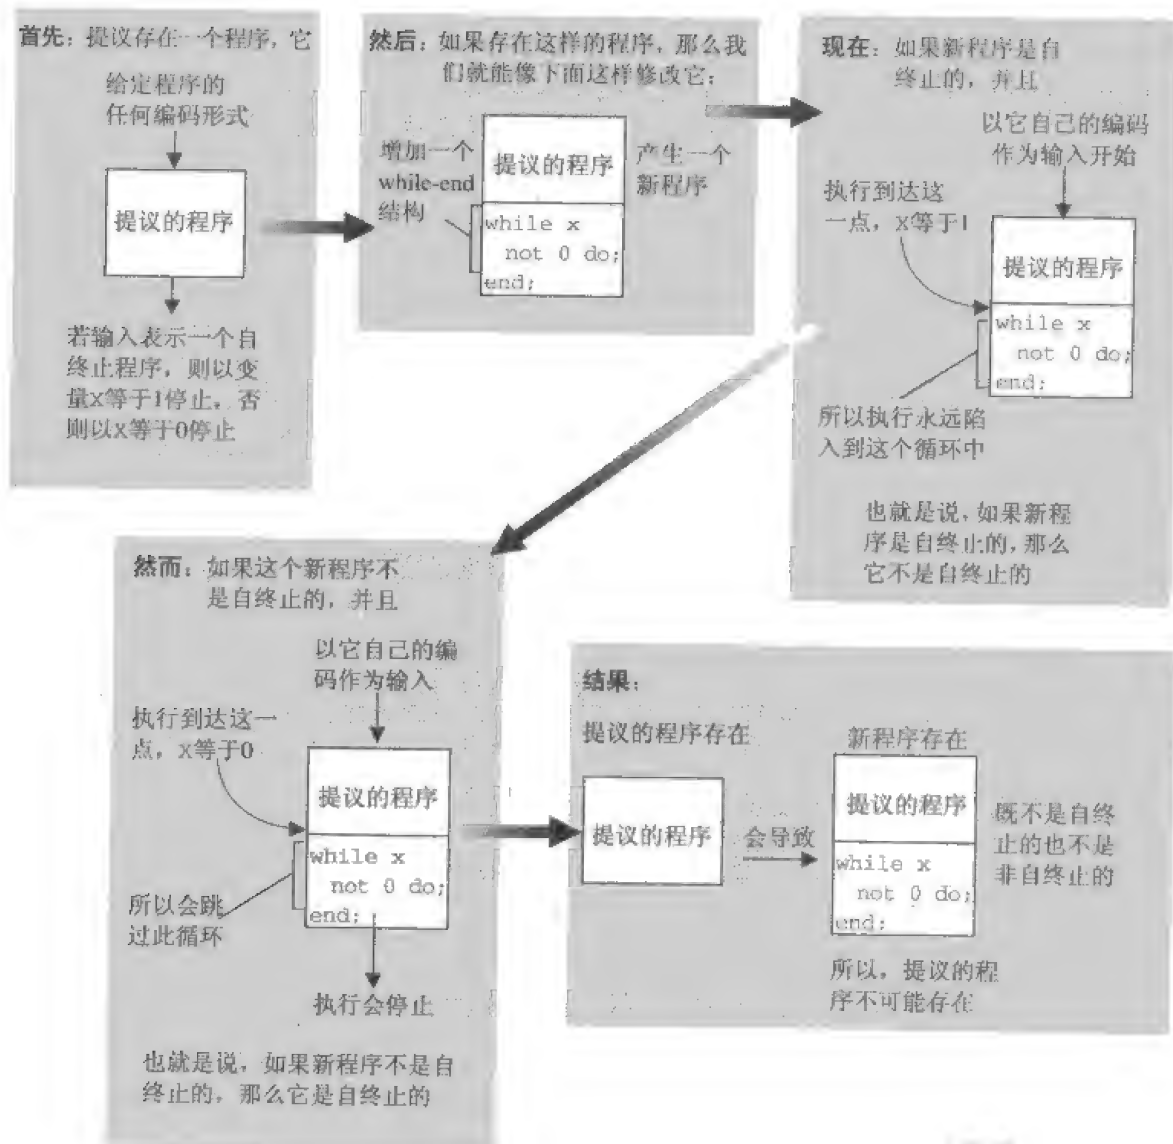 首先：提议存在一个程序，它
给定程序的
任何编码形式
提议的程序
若输入表示一个自
终止程序，则以变
量X等于1停止，否
则以X等于0停止
然后：如果存在这样的程序，那么我
们就能像下面这样修改它：
增加一个
while-end
结构
提议的程序
while x
not 0 do;
end;
产生一个
新程序
现在：如果新程序是自
终止的，并且
以它自己的编码
作为输入开始
执行到达这
一点，X等于1
提议的程序
while x
not 0 do;
end;
所以执行永远陷
入到这个循环中
也就是说，如果新程
序是自终止的，那么
它不是自终止的
然而：如果这个新程序不
是自终止的，并且
以它自己的编
码作为输入
执行到达这一
点，X等于0
提议的程序
while x
not 0 do;
end;
所以会跳
过此循环
执行会停止
也就是说，如果新程序不是自
终止的，那么它是自终止的
结果：
提议的程序存在
提议的程序
会导致
新程序存在
提议的程序
while x
not 0 do;
end;
既不是自终
止的也不是
非自终止的
所以，提议的程
序不可能存在